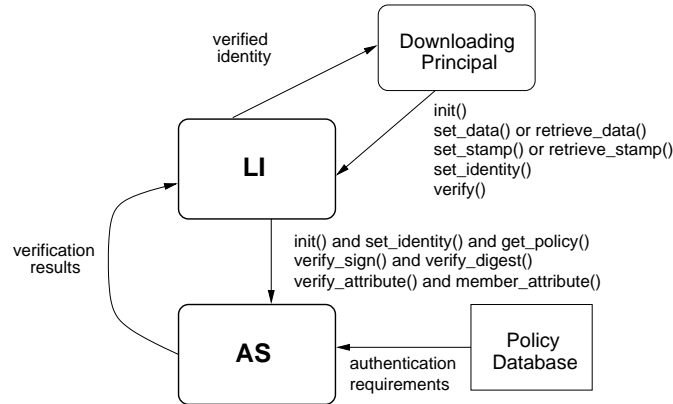 verified
identity
Downloading
Principal
init()
set_data() or retrieve_data()
set_stamp() or retrieve_stamp()
set_identity()
verify()
LI
verification
results
init() and set_identity() and get_policy()
verify_sign() and verify_digest()
verify_attribute() and member_attribute()
AS
authentication
requirements
Policy
Database